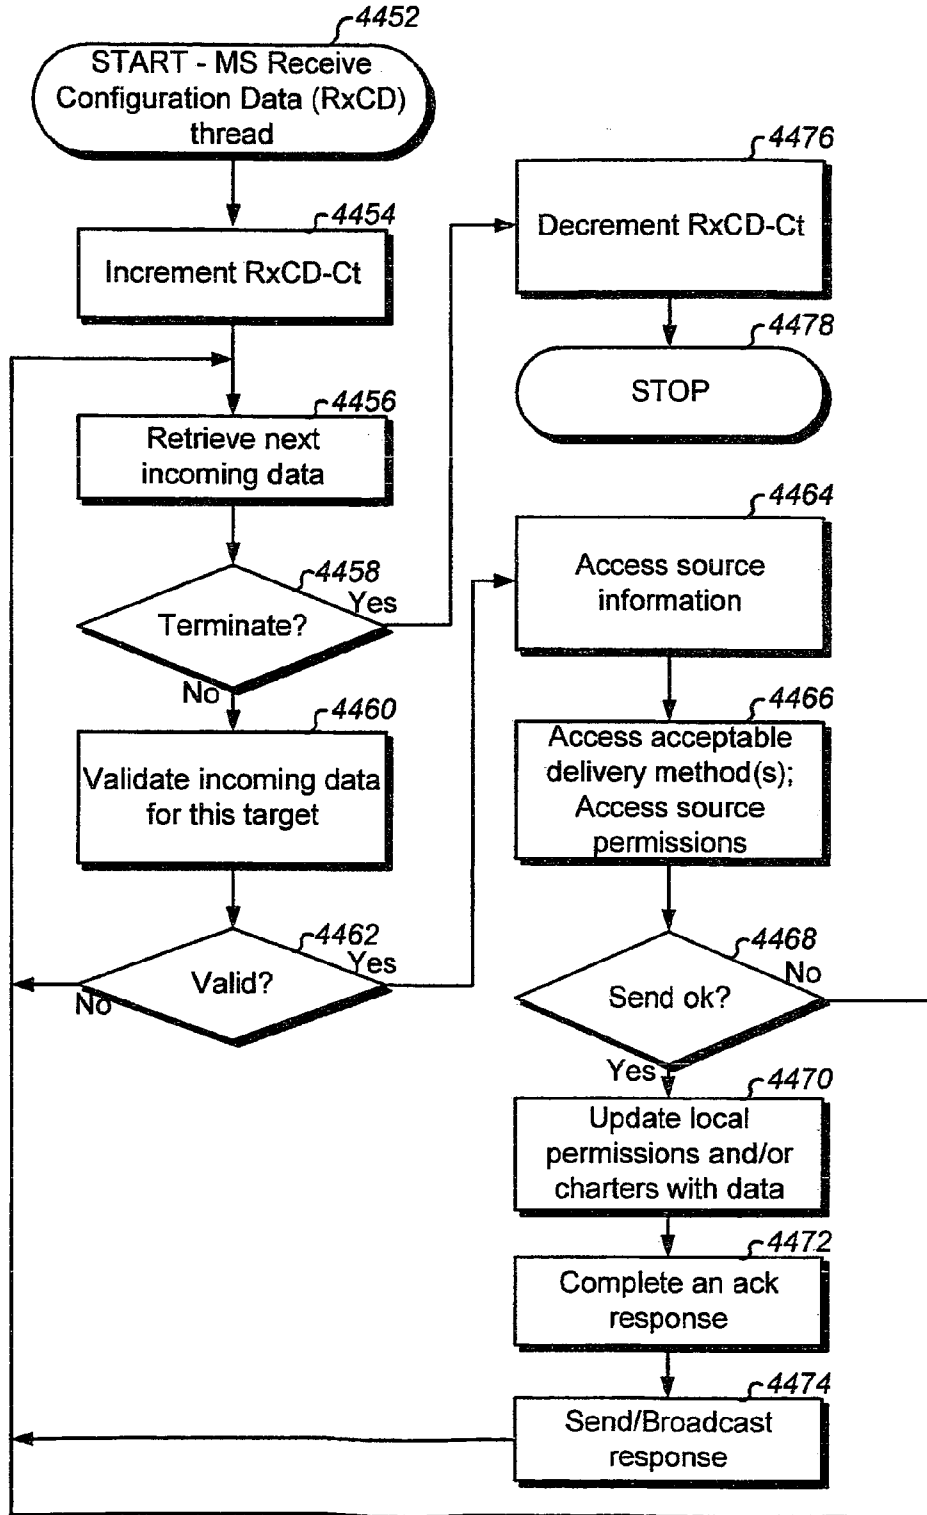 4452
START - MS Receive
Configuration Data (RxCD)
thread
4454
Increment RxCD-Ct
4456
Retrieve next
incoming data
4458
Terminate?
Yes
No
4460
Validate incoming data
for this target
4462
Valid?
Yes
No
4476
Decrement RxCD-Ct
4478
STOP
4464
Access source
information
4466
Access acceptable
delivery method(s);
Access source
permissions
4468
Send ok?
No
Yes
4470
Update local
permissions and/or
charters with data
4472
Complete an ack
response
4474
Send/Broadcast
response